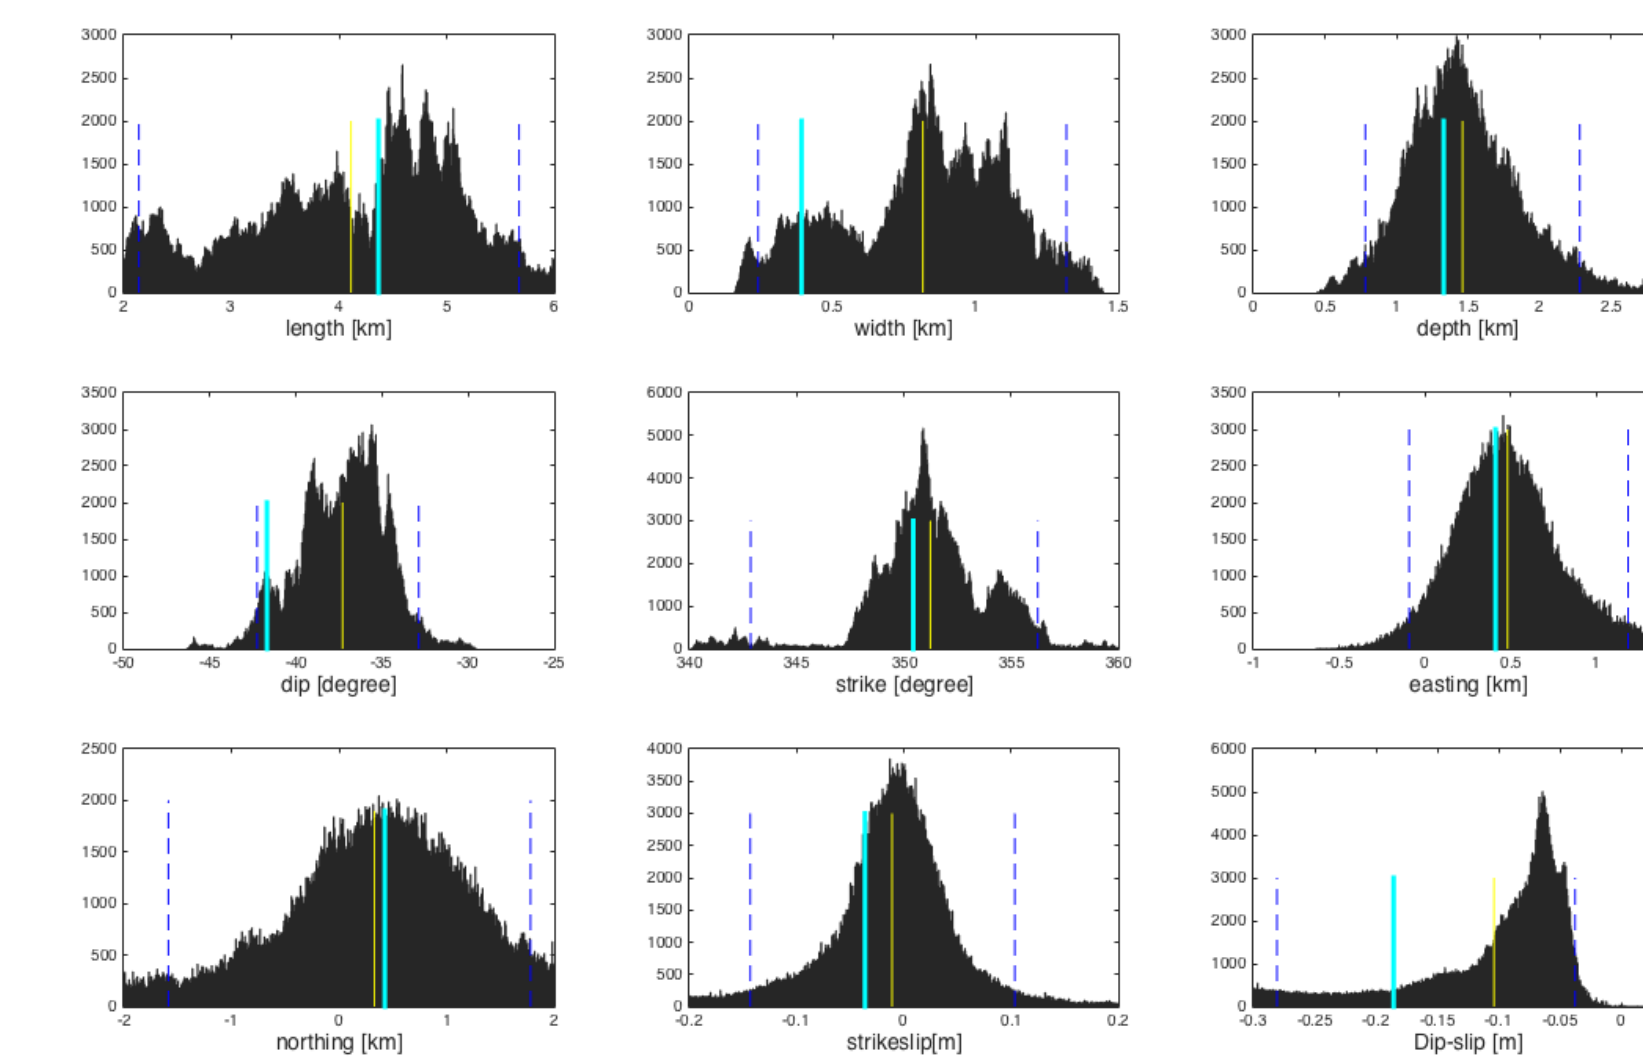 3000 2500 2000 1500 1000 500 0
2 3 4 5 6
length [km]
3000 2500 2000 1500 1000 500 0
0 0.5 1 1.5
width [km]
3000 2500 2000 1500 1000 500 0
0 0.5 1 1.5 2 2.5
depth [km]
3500 3000 2500 2000 1500 1000 500 0
-50 -45 -40 -35 -30 -25
dip [degree]
6000 5000 4000 3000 2000 1000 0
340 345 350 355 360
strike [degree]
3500 3000 2500 2000 1500 1000 500 0
-1 -0.5 0 0.5 1
easting [km]
2500 2000 1500 1000 500 0
-2 -1 0 1 2
northing [km]
4000 3500 3000 2500 2000 1500 1000 500 0
-0.2 -0.1 0 0.1 0.2
strikeslip[m]
6000 5000 4000 3000 2000 1000 0
-0.3 -0.25 -0.2 -0.15 -0.1 -0.05 0
Dip-slip [m]